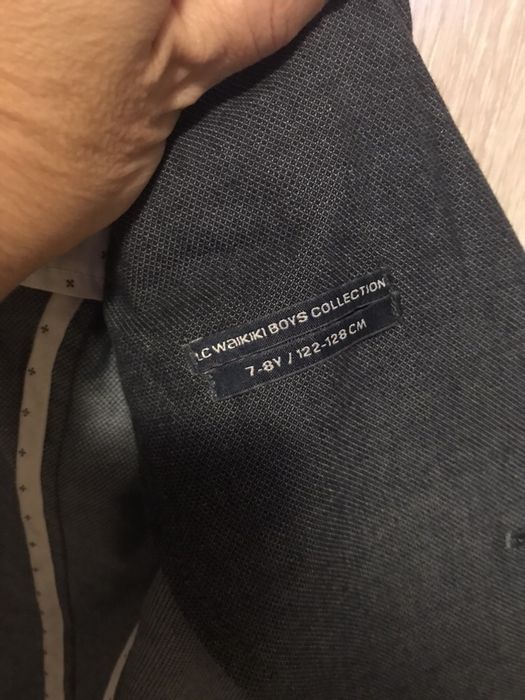 LC WAIKIKI BOYS COLLECTION
7-8Y / 122-128 CM